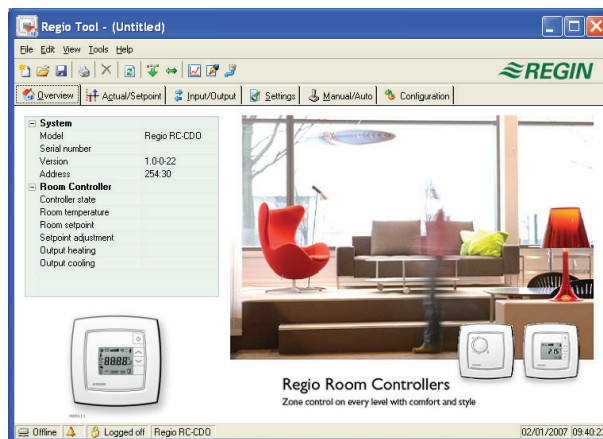 Regio Tool - (Untitled)
File Edit View Tools Help
REGIN
Overview Actual/Setpoint Input/Output Settings Manual/Auto Configuration
System
Model Regio RC-CDO
Serial number
Version 1.0-0-22
Address 254:30
Room Controller
Controller state
Room temperature
Room setpoint
Setpoint adjustment
Output heating
Output cooling
Regio Room Controllers
Zone control on every level with comfort and style
Offline Logged off Regio RC-CDO 02/01/2007 09:40:23